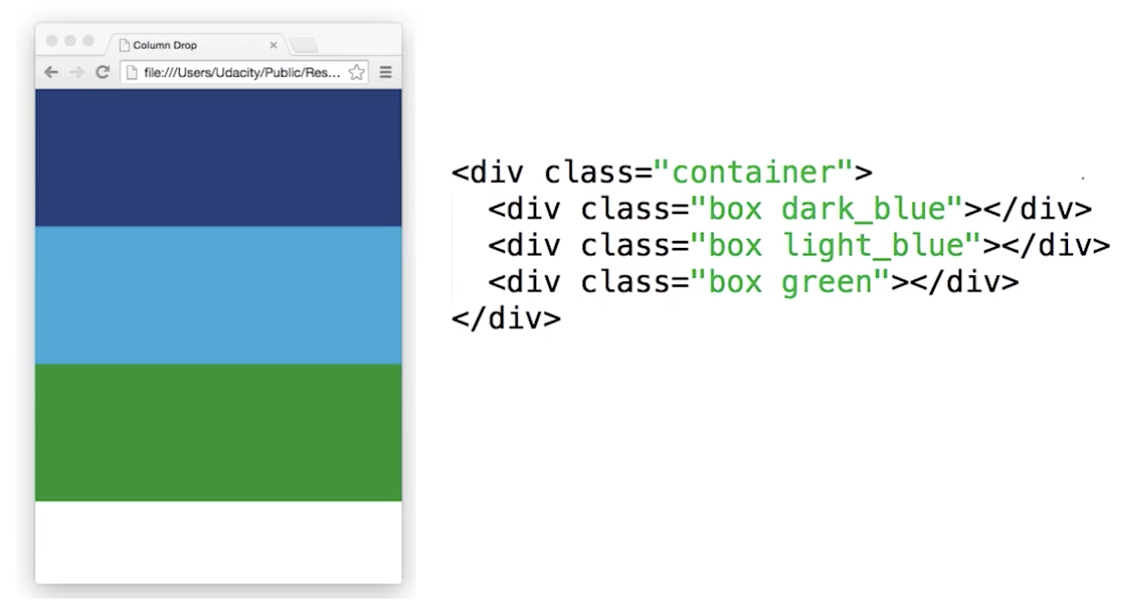 Column Drop
file:///Users/Udacity/Public/Res...
<div class="container">
  <div class="box dark_blue"></div>
  <div class="box light_blue"></div>
  <div class="box green"></div>
</div>